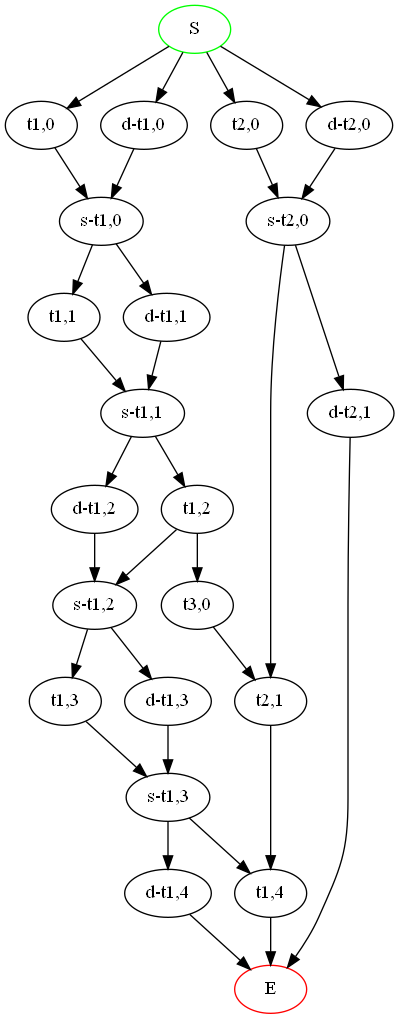 S
t1,0
d-t1,0
t2,0
d-t2,0
s-t1,0
s-t2,0
t1,1
d-t1,1
s-t1,1
d-t2,1
d-t1,2
t1,2
s-t1,2
t3,0
t1,3
d-t1,3
t2,1
s-t1,3
d-t1,4
t1,4
E